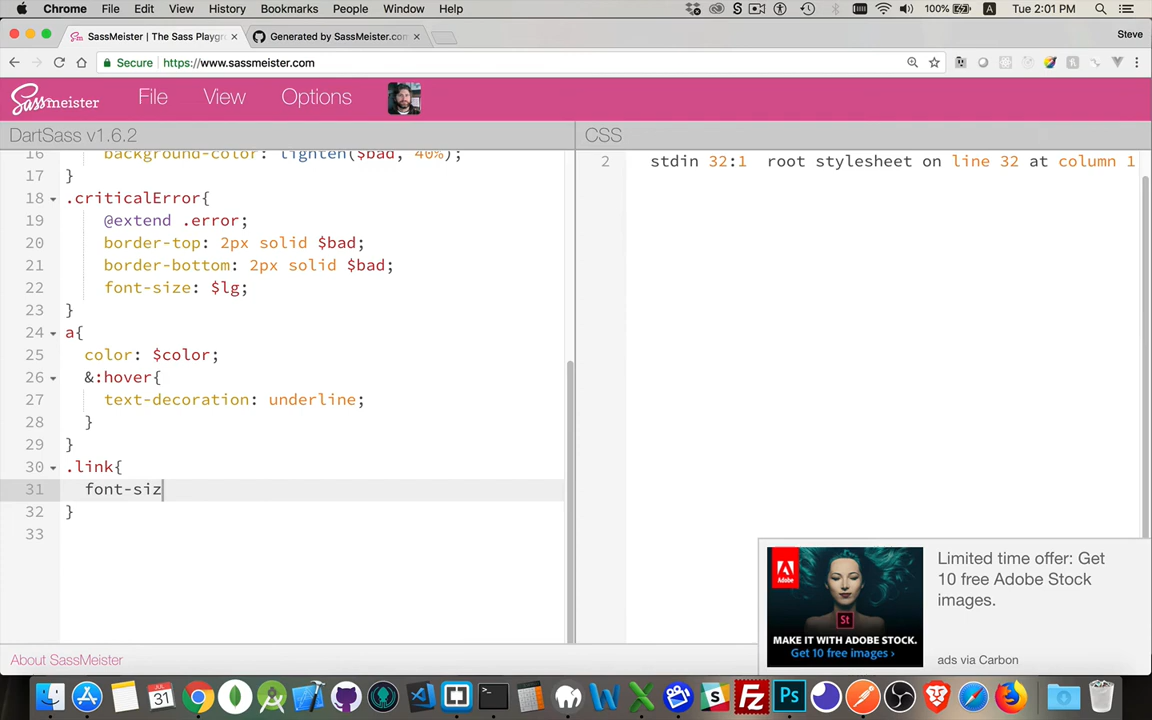 Chrome File Edit View History Bookmarks People Window Help 100% Tue 2:01 PM
SassMeister | The Sass Playgr × Generated by SassMeister.com × Steve
Secure https://www.sassmeister.com
Sassmeister File View Options
DartSass v1.6.2 CSS
16 background-color: lighten($bad, 40%);
17 }
18 .criticalError{
19 @extend .error;
20 border-top: 2px solid $bad;
21 border-bottom: 2px solid $bad;
22 font-size: $lg;
23 }
24 a{
25 color: $color;
26 &:hover{
27 text-decoration: underline;
28 }
29 }
30 .link{
31 font-siz
32 }
33
2 stdin 32:1 root stylesheet on line 32 at column 1
Adobe
St
MAKE IT WITH ADOBE STOCK.
Get 10 free images ›
Limited time offer: Get
10 free Adobe Stock
images.
ads via Carbon
About SassMeister
31
Ps